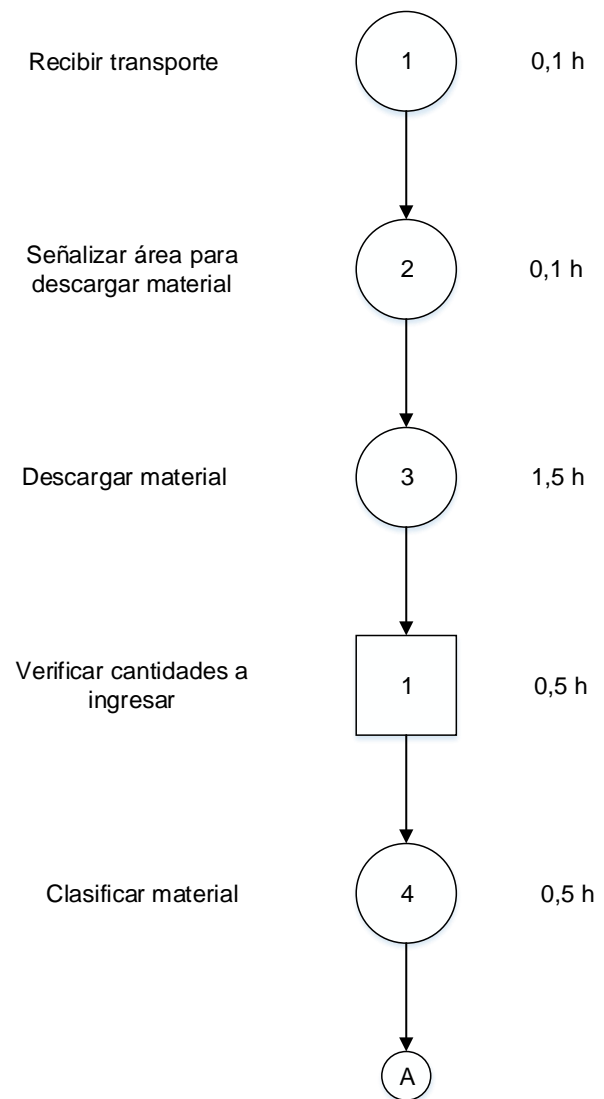 Recibir transporte
1
0,1 h
Señalizar área para
descargar material
2
0,1 h
Descargar material
3
1,5 h
Verificar cantidades a
ingresar
1
0,5 h
Clasificar material
4
0,5 h
A